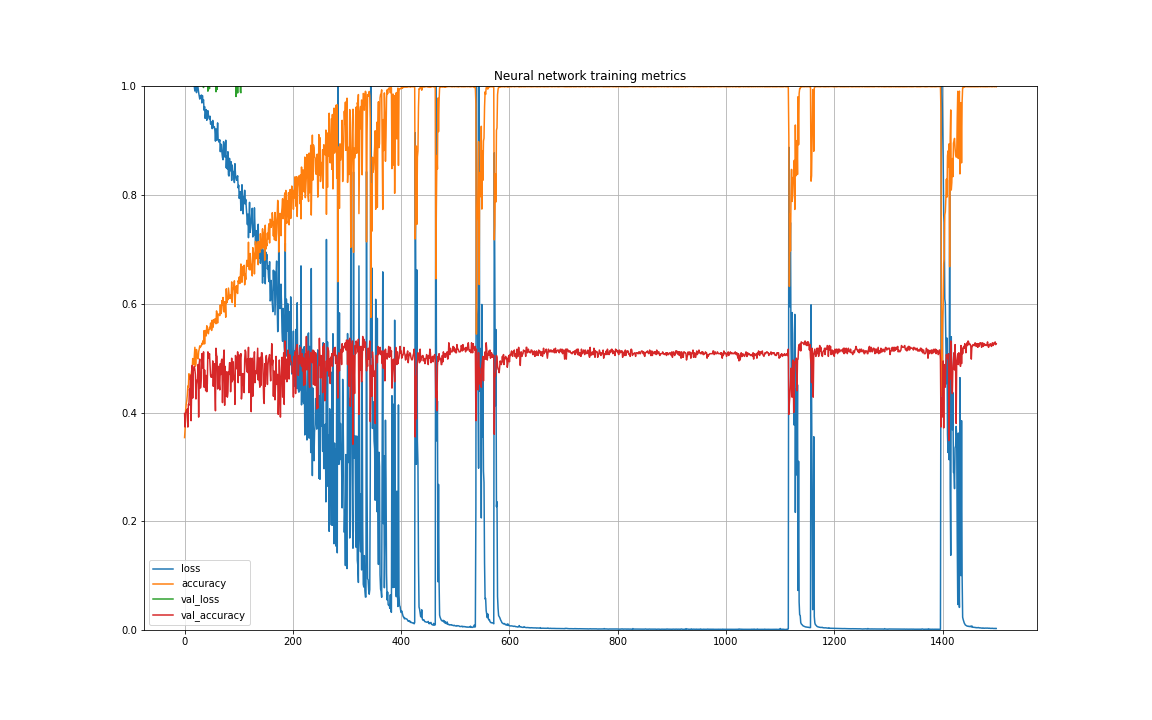 Neural network training metrics
1.0
0.8
0.6
0.4
0.2
0.0
loss
accuracy
val_loss
val_accuracy
0 200 400 600 800 1000 1200 1400